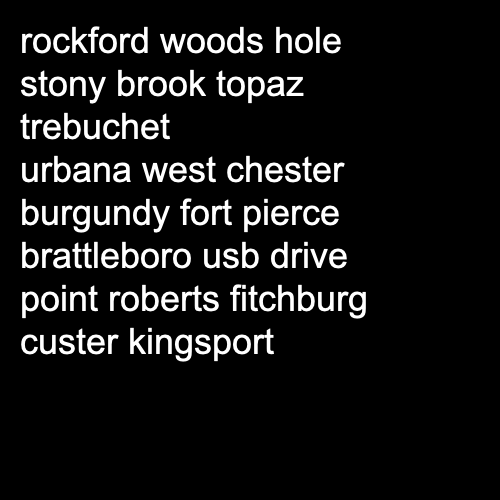 rockford woods hole
stony brook topaz
trebuchet
urbana west chester
burgundy fort pierce
brattleboro usb drive
point roberts fitchburg
custer kingsport